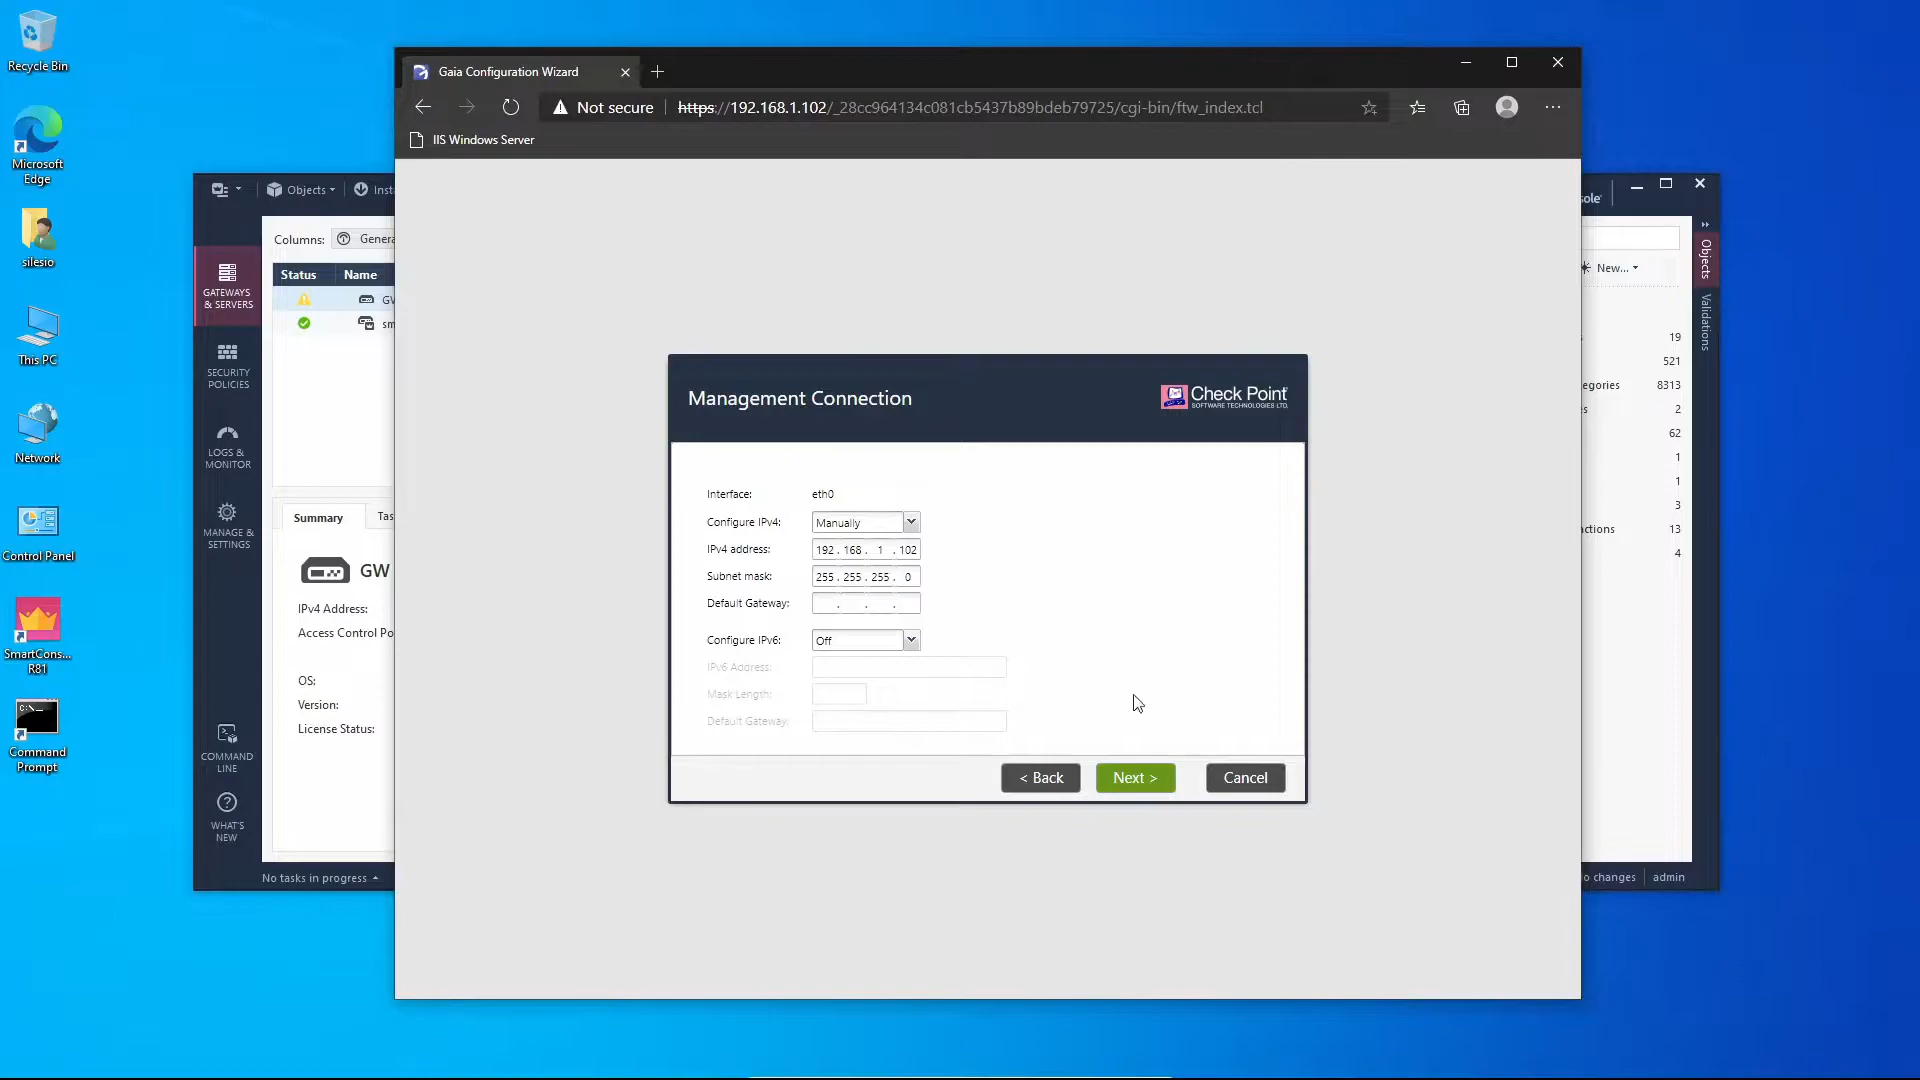 Recycle Bin
Microsoft
Edge
silesio
This PC
Network
Control Panel
SmartCons...
R81
Command
Prompt
Gaia Configuration Wizard
Not secure
https://192.168.1.102/_28cc964134c081cb5437b89bdeb79725/cgi-bin/ftw_index.tcl
IIS Windows Server
Objects
Columns:
Status Name
GATEWAYS
& SERVERS
SECURITY
POLICIES
LOGS &
MONITOR
MANAGE &
SETTINGS
COMMAND
LINE
WHAT'S
NEW
Summary
GW
IPv4 Address:
OS:
Version:
License Status:
No tasks in progress
Management Connection
Check Point
SOFTWARE TECHNOLOGIES LTD.
Interface: eth0
Configure IPv4: Manually
IPv4 address: 192 . 168 . 1 . 102
Subnet mask: 255 . 255 . 255 . 0
Default Gateway: . . .
Configure IPv6: Off
IPv6 Address:
Mask Length:
Default Gateway:
< Back
Next >
Cancel
New...
Objects
Validations
19
521
8313
2
62
1
1
3
13
4
admin